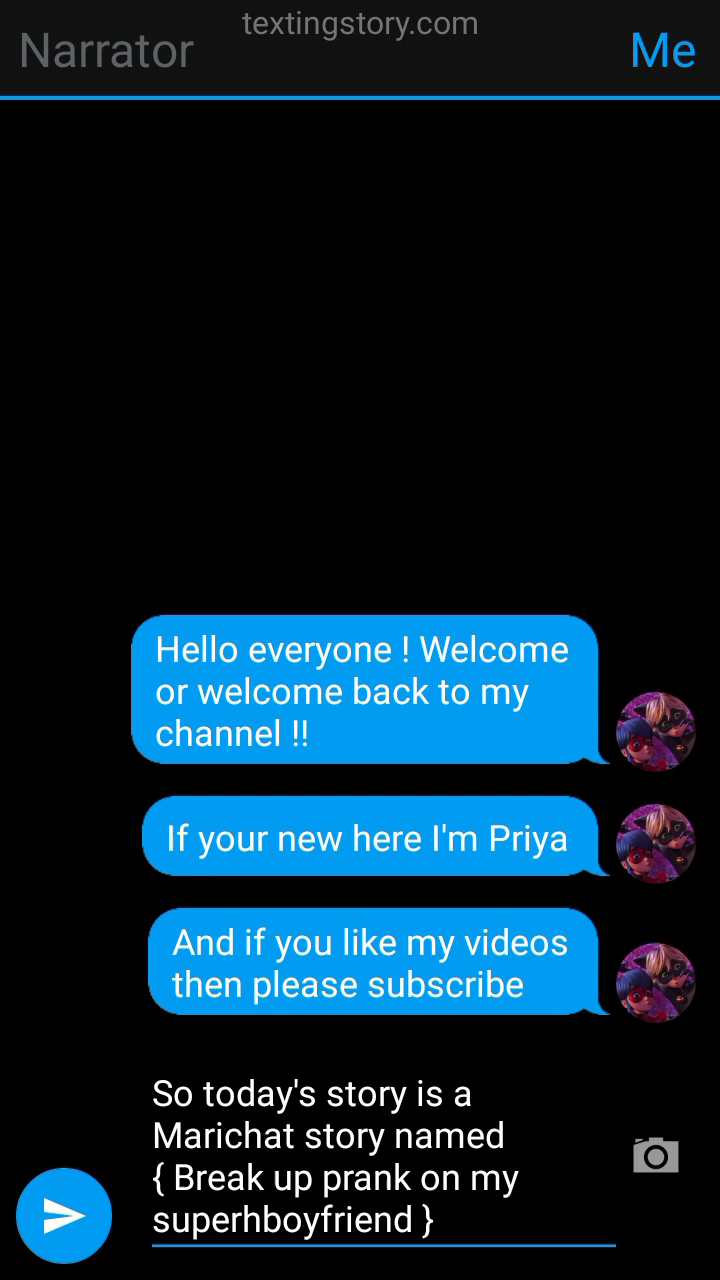 textingstory.com
Narrator
Me
Hello everyone ! Welcome
or welcome back to my
channel !!
If your new here I'm Priya
And if you like my videos
then please subscribe
So today's story is a
Marichat story named
{ Break up prank on my
superhboyfriend }